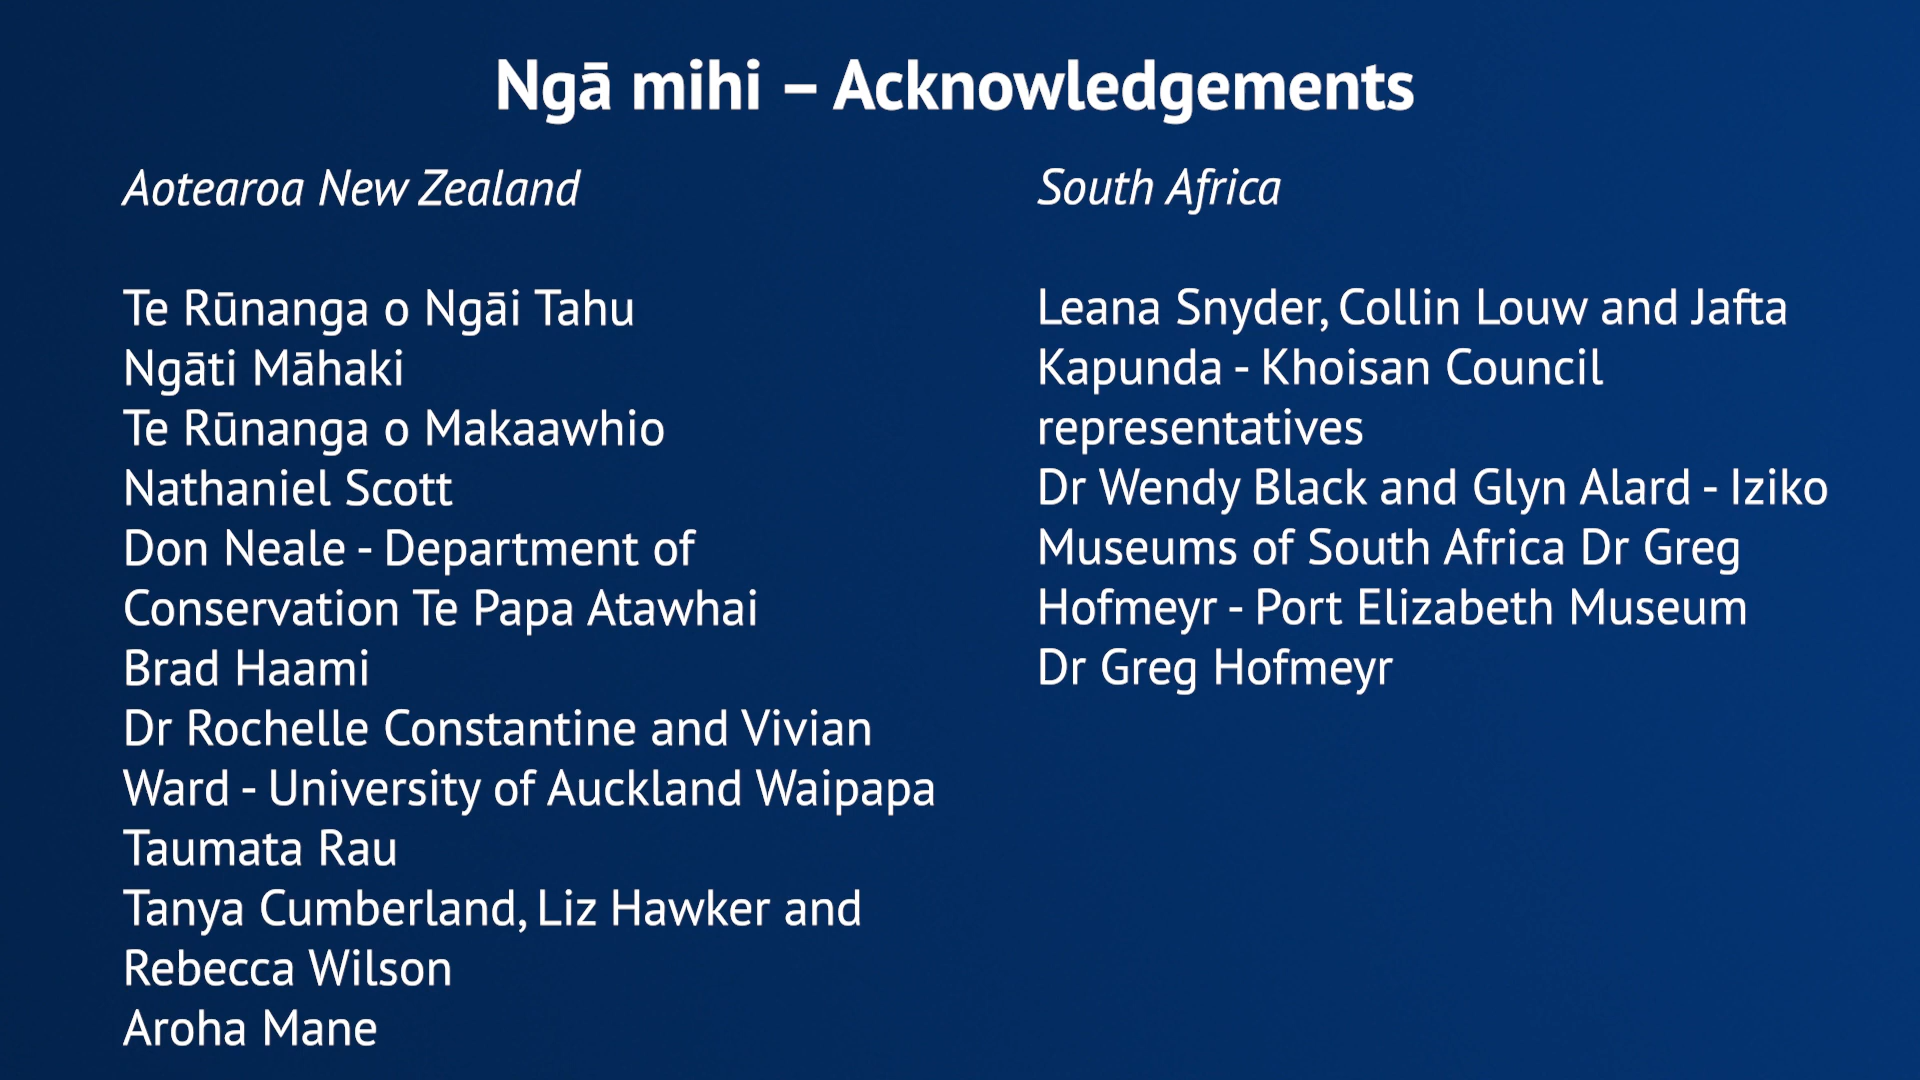 Ngā mihi – Acknowledgements
Aotearoa New Zealand
Te Rūnanga o Ngāi Tahu
Ngāti Māhaki
Te Rūnanga o Makaawhio
Nathaniel Scott
Don Neale - Department of
Conservation Te Papa Atawhai
Brad Haami
Dr Rochelle Constantine and Vivian
Ward - University of Auckland Waipapa
Taumata Rau
Tanya Cumberland, Liz Hawker and
Rebecca Wilson
Aroha Mane
South Africa
Leana Snyder, Collin Louw and Jafta
Kapunda - Khoisan Council
representatives
Dr Wendy Black and Glyn Alard - Iziko
Museums of South Africa Dr Greg
Hofmeyr - Port Elizabeth Museum
Dr Greg Hofmeyr